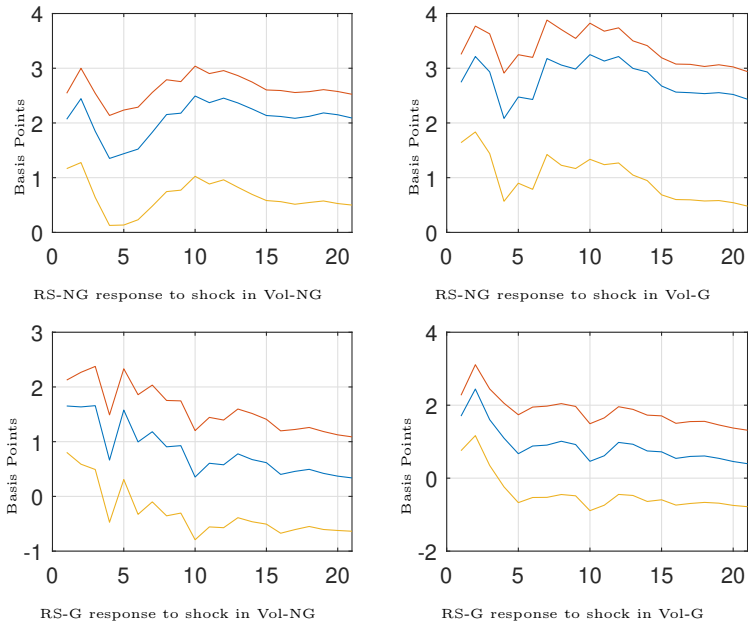 4
3
2
1
0
0 5 10 15 20
Basis Points
RS-NG response to shock in Vol-NG
4
3
2
1
0
0 5 10 15 20
Basis Points
RS-NG response to shock in Vol-G
3
2
1
0
-1
0 5 10 15 20
Basis Points
RS-G response to shock in Vol-NG
4
2
0
-2
0 5 10 15 20
Basis Points
RS-G response to shock in Vol-G